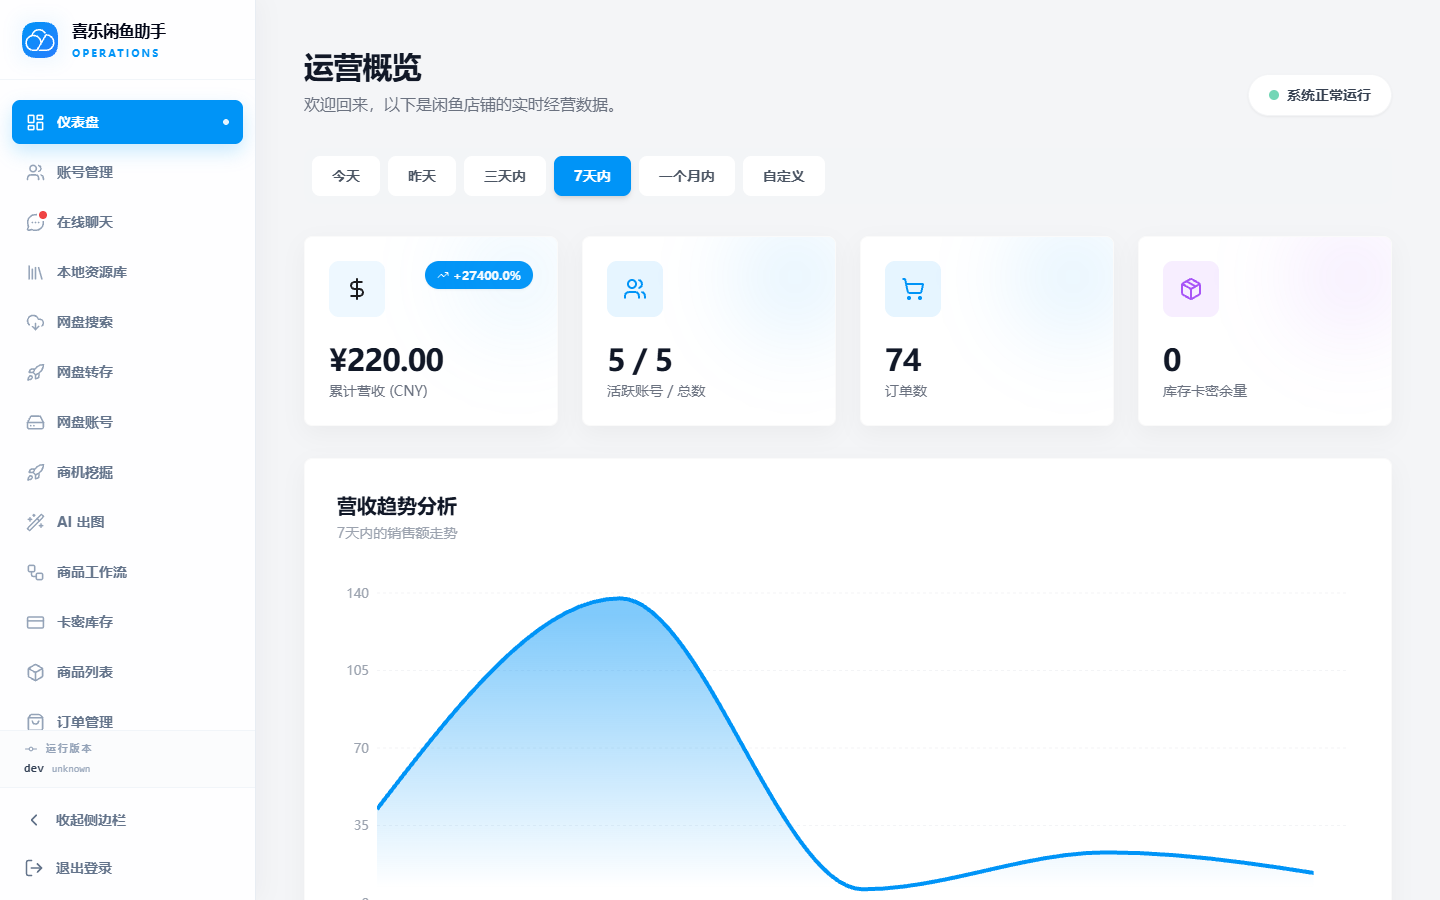 喜乐闲鱼助手
OPERATIONS
仪表盘
账号管理
在线聊天
本地资源库
网盘搜索
网盘转存
网盘账号
商机挖掘
AI 出图
商品工作流
卡密库存
商品列表
订单管理
运行版本
dev unknown
收起侧边栏
退出登录
运营概览
欢迎回来，以下是闲鱼店铺的实时经营数据。
系统正常运行
今天 昨天 三天内 7天内 一个月内 自定义
+27400.0%
¥220.00
累计营收 (CNY)
5 / 5
活跃账号 / 总数
74
订单数
0
库存卡密余量
营收趋势分析
7天内的销售额走势
140
105
70
35